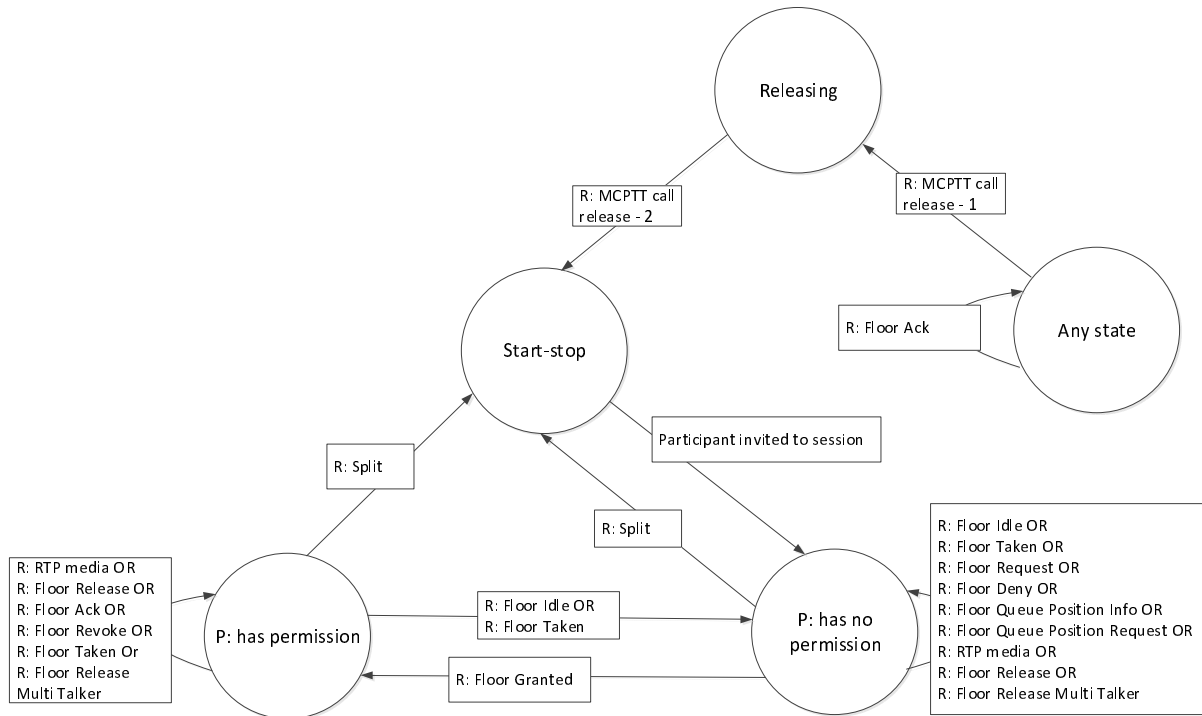 Releasing
R: MCPTT call
release - 2
R: MCPTT call
release - 1
R: Floor Ack
Any state
Start-stop
Participant invited to session
R: Split
R: Split
R: RTP media OR
R: Floor Release OR
R: Floor Ack OR
R: Floor Revoke OR
R: Floor Taken Or
R: Floor Release
Multi Talker
P: has permission
R: Floor Idle OR
R: Floor Taken
R: Floor Granted
P: has no
permission
R: Floor Idle OR
R: Floor Taken OR
R: Floor Request OR
R: Floor Deny OR
R: Floor Queue Position Info OR
R: Floor Queue Position Request OR
R: RTP media OR
R: Floor Release OR
R: Floor Release Multi Talker